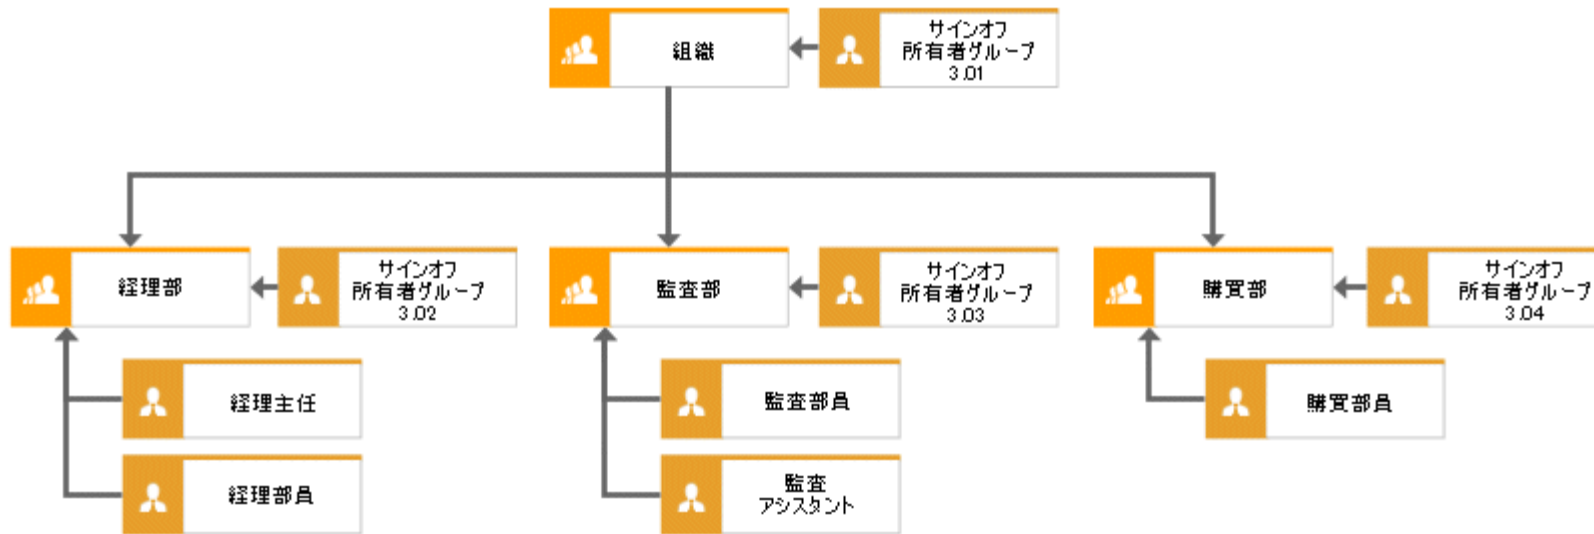 組織
サインオフ
所有者グループ
3.01
経理部
サインオフ
所有者グループ
3.02
監査部
サインオフ
所有者グループ
3.03
購買部
サインオフ
所有者グループ
3.04
経理主任
監査部員
購買部員
経理部員
監査
アシスタント